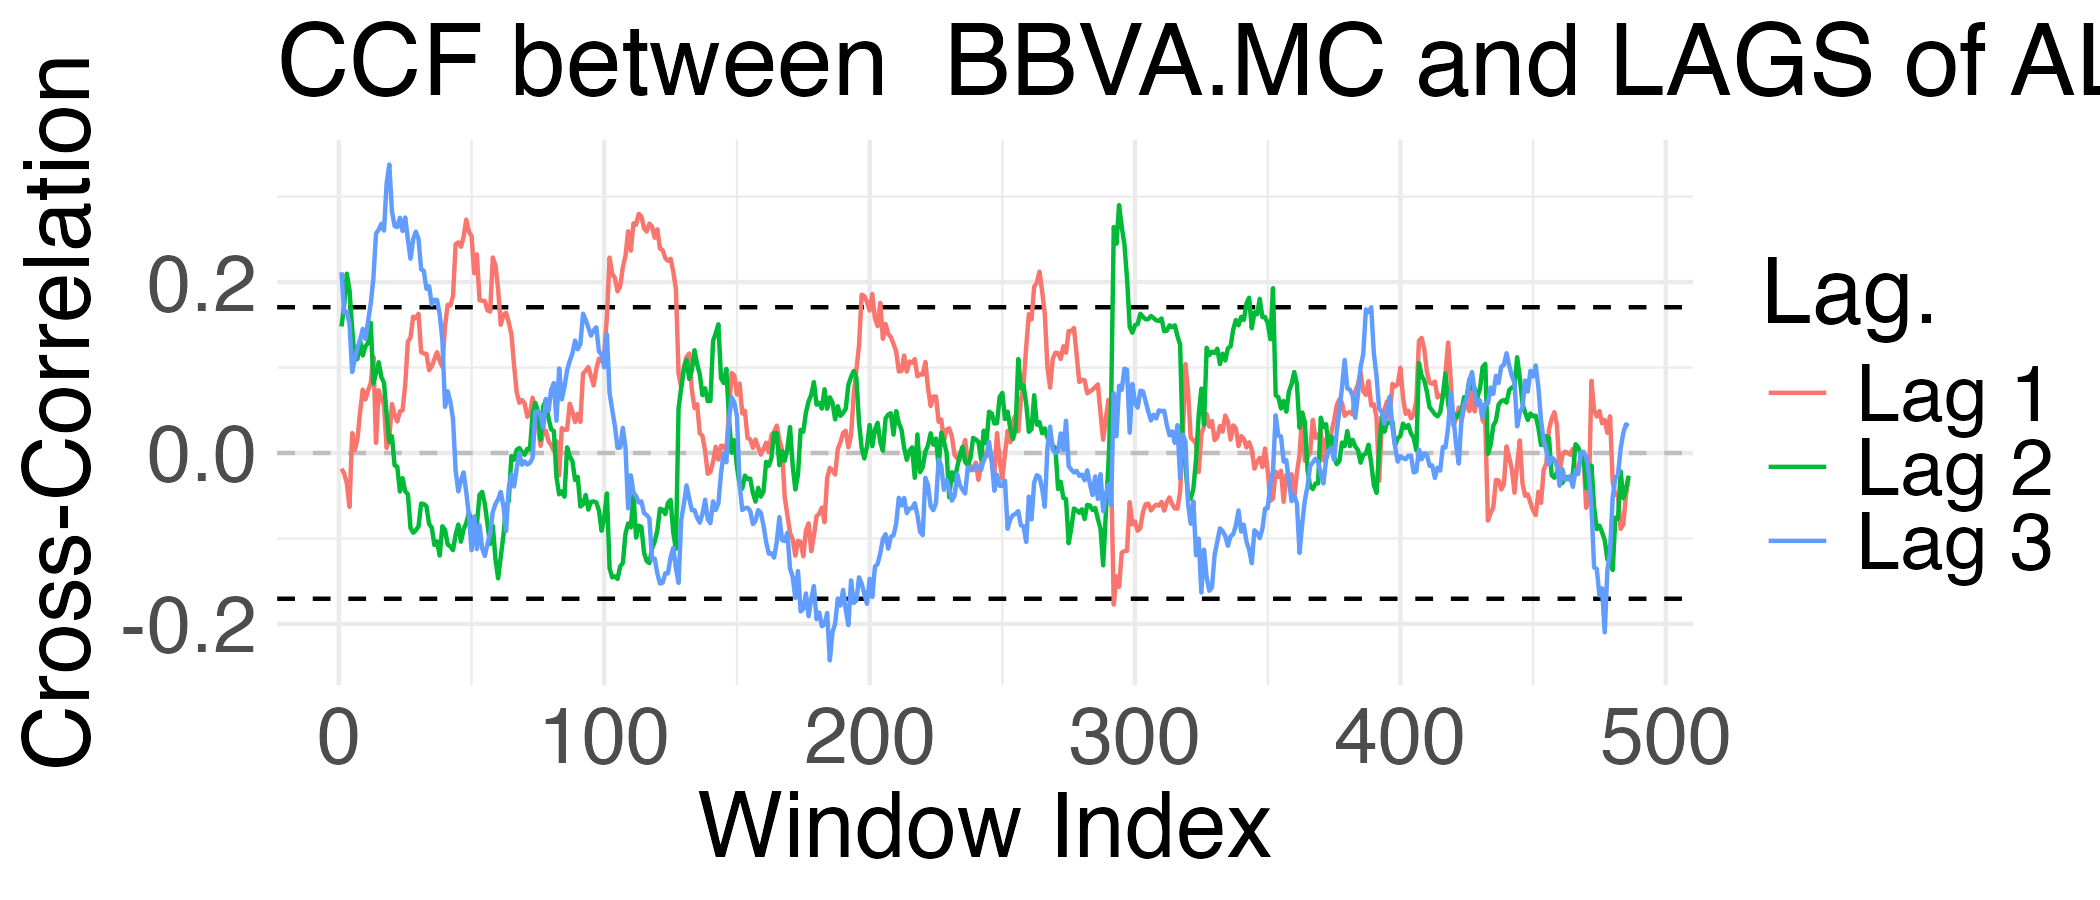 CCF between BBVA.MC and LAGS of AL
Cross-Correlation
0.2
0.0
-0.2
0 100 200 300 400 500
Window Index
Lag.
Lag 1
Lag 2
Lag 3